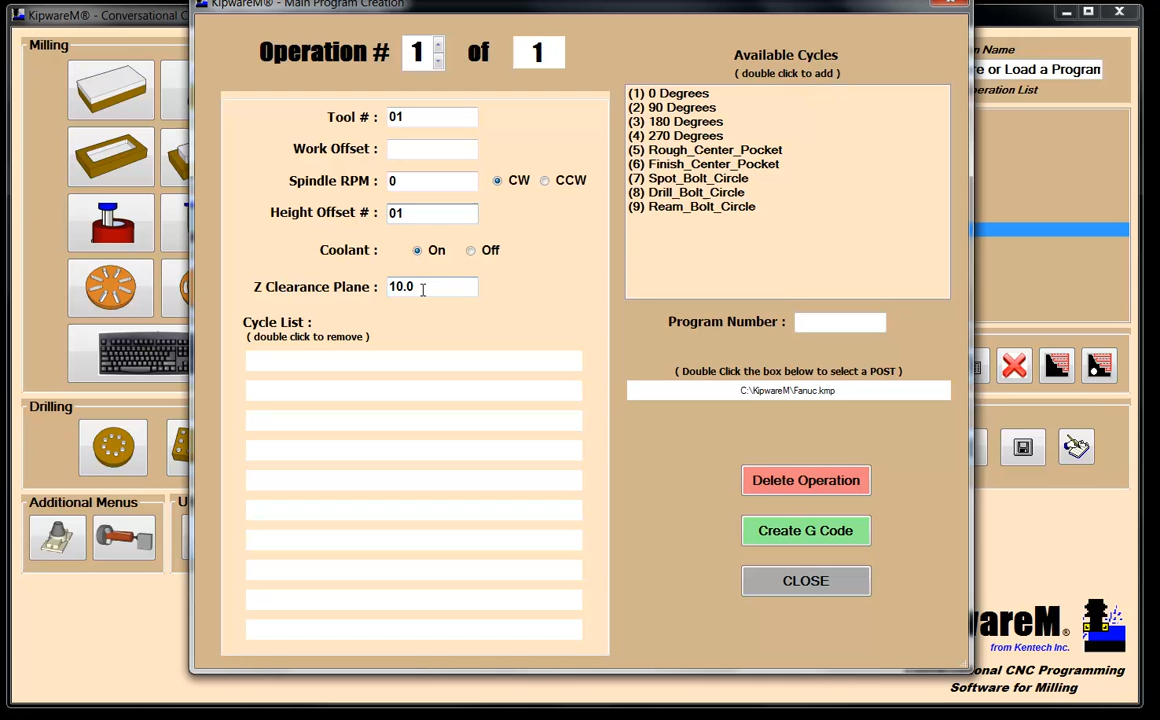 KipwareM® - Conversational C
KipwareM® - Main Program Creation
Milling
Operation # 1 of 1
Tool # : 01
Work Offset :
Spindle RPM : 0 CW CCW
Height Offset # : 01
Coolant : On Off
Z Clearance Plane : 10.0
Cycle List :
( double click to remove )
Available Cycles
( double click to add )
(1) 0 Degrees
(2) 90 Degrees
(3) 180 Degrees
(4) 270 Degrees
(5) Rough_Center_Pocket
(6) Finish_Center_Pocket
(7) Spot_Bolt_Circle
(8) Drill_Bolt_Circle
(9) Ream_Bolt_Circle
Program Number :
( Double Click the box below to select a POST )
C:\KipwareM\Fanuc.kmp
Delete Operation
Create G Code
CLOSE
n Name
e or Load a Program
eration List
Drilling
Additional Menus
U
wareM®
from Kentech Inc.
onal CNC Programming
Software for Milling